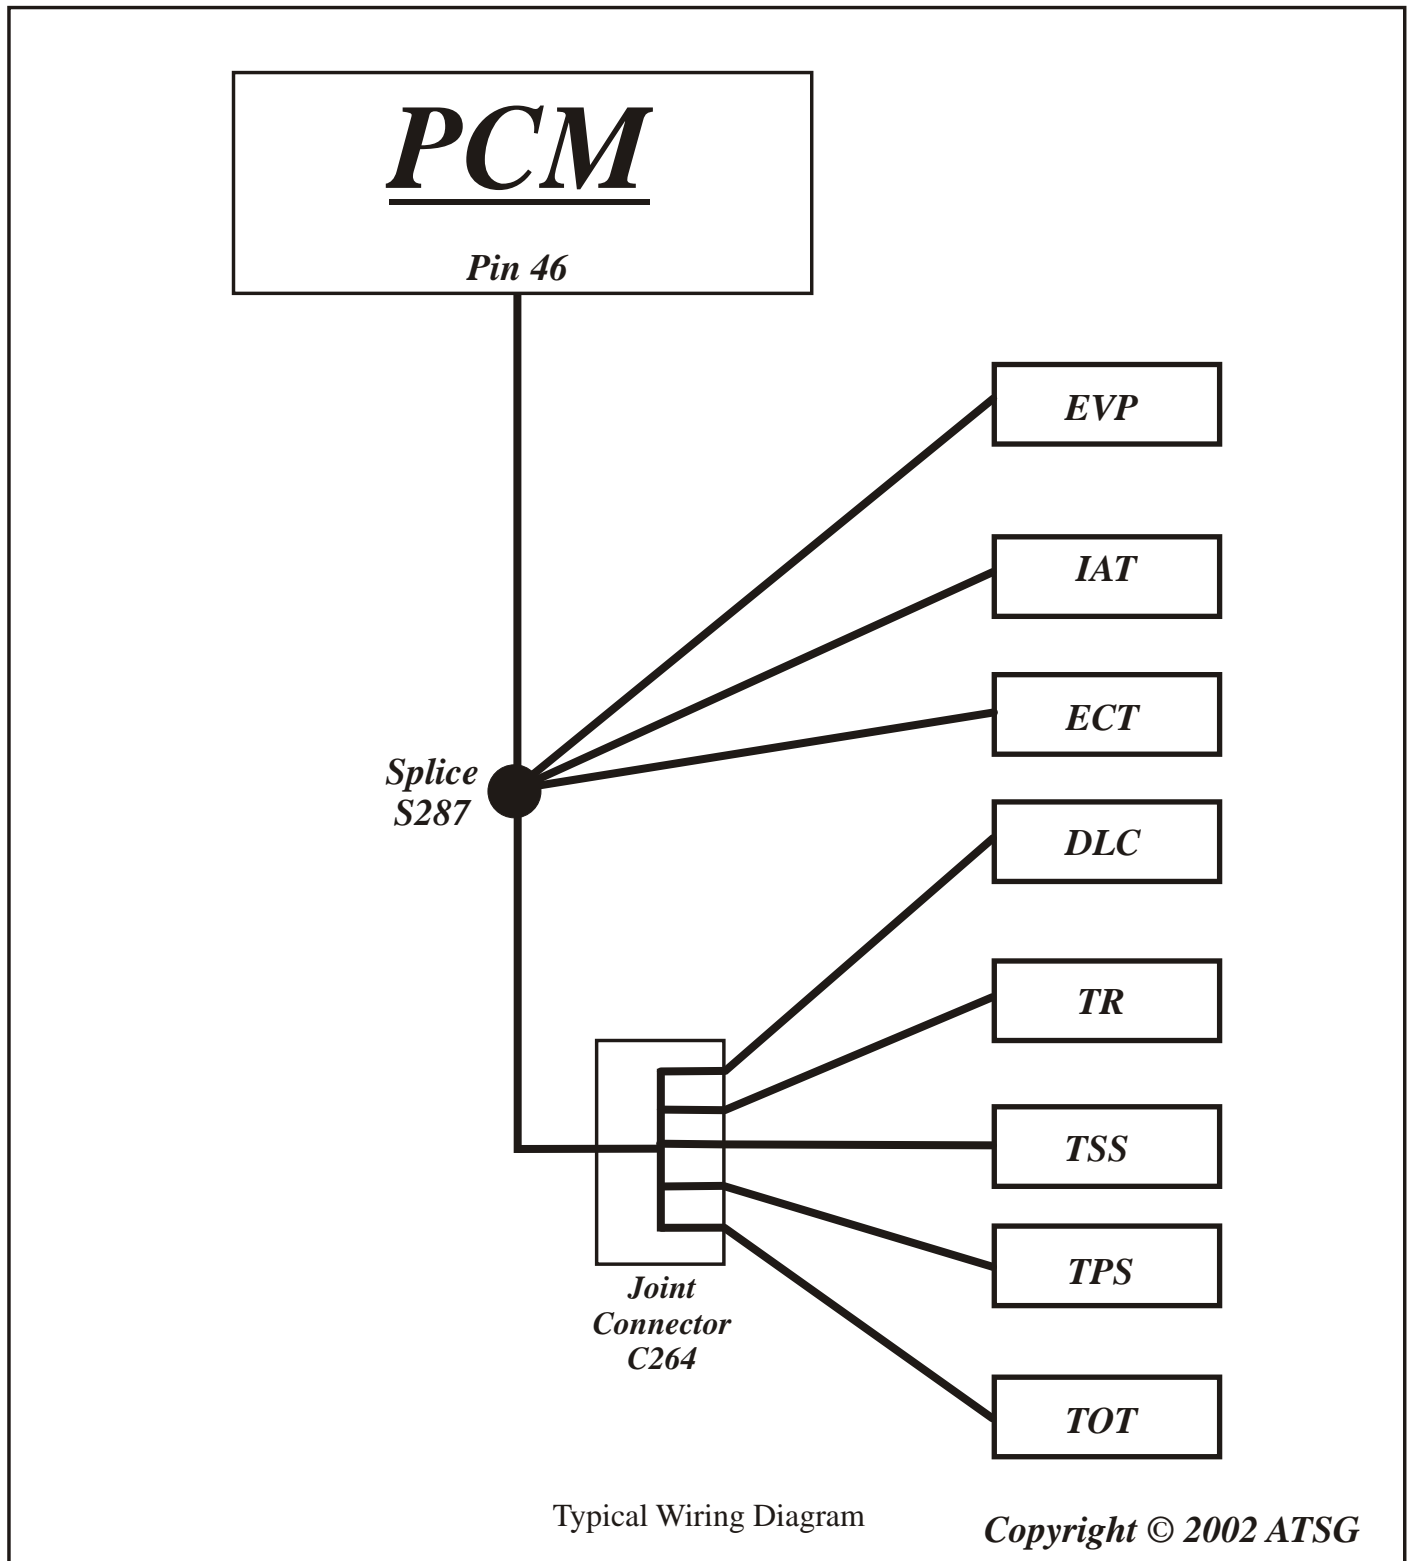 PCM
Pin 46
EVP
IAT
ECT
Splice
S287
DLC
TR
TSS
TPS
Joint
Connector
C264
TOT
Typical Wiring Diagram
Copyright © 2002 ATSG